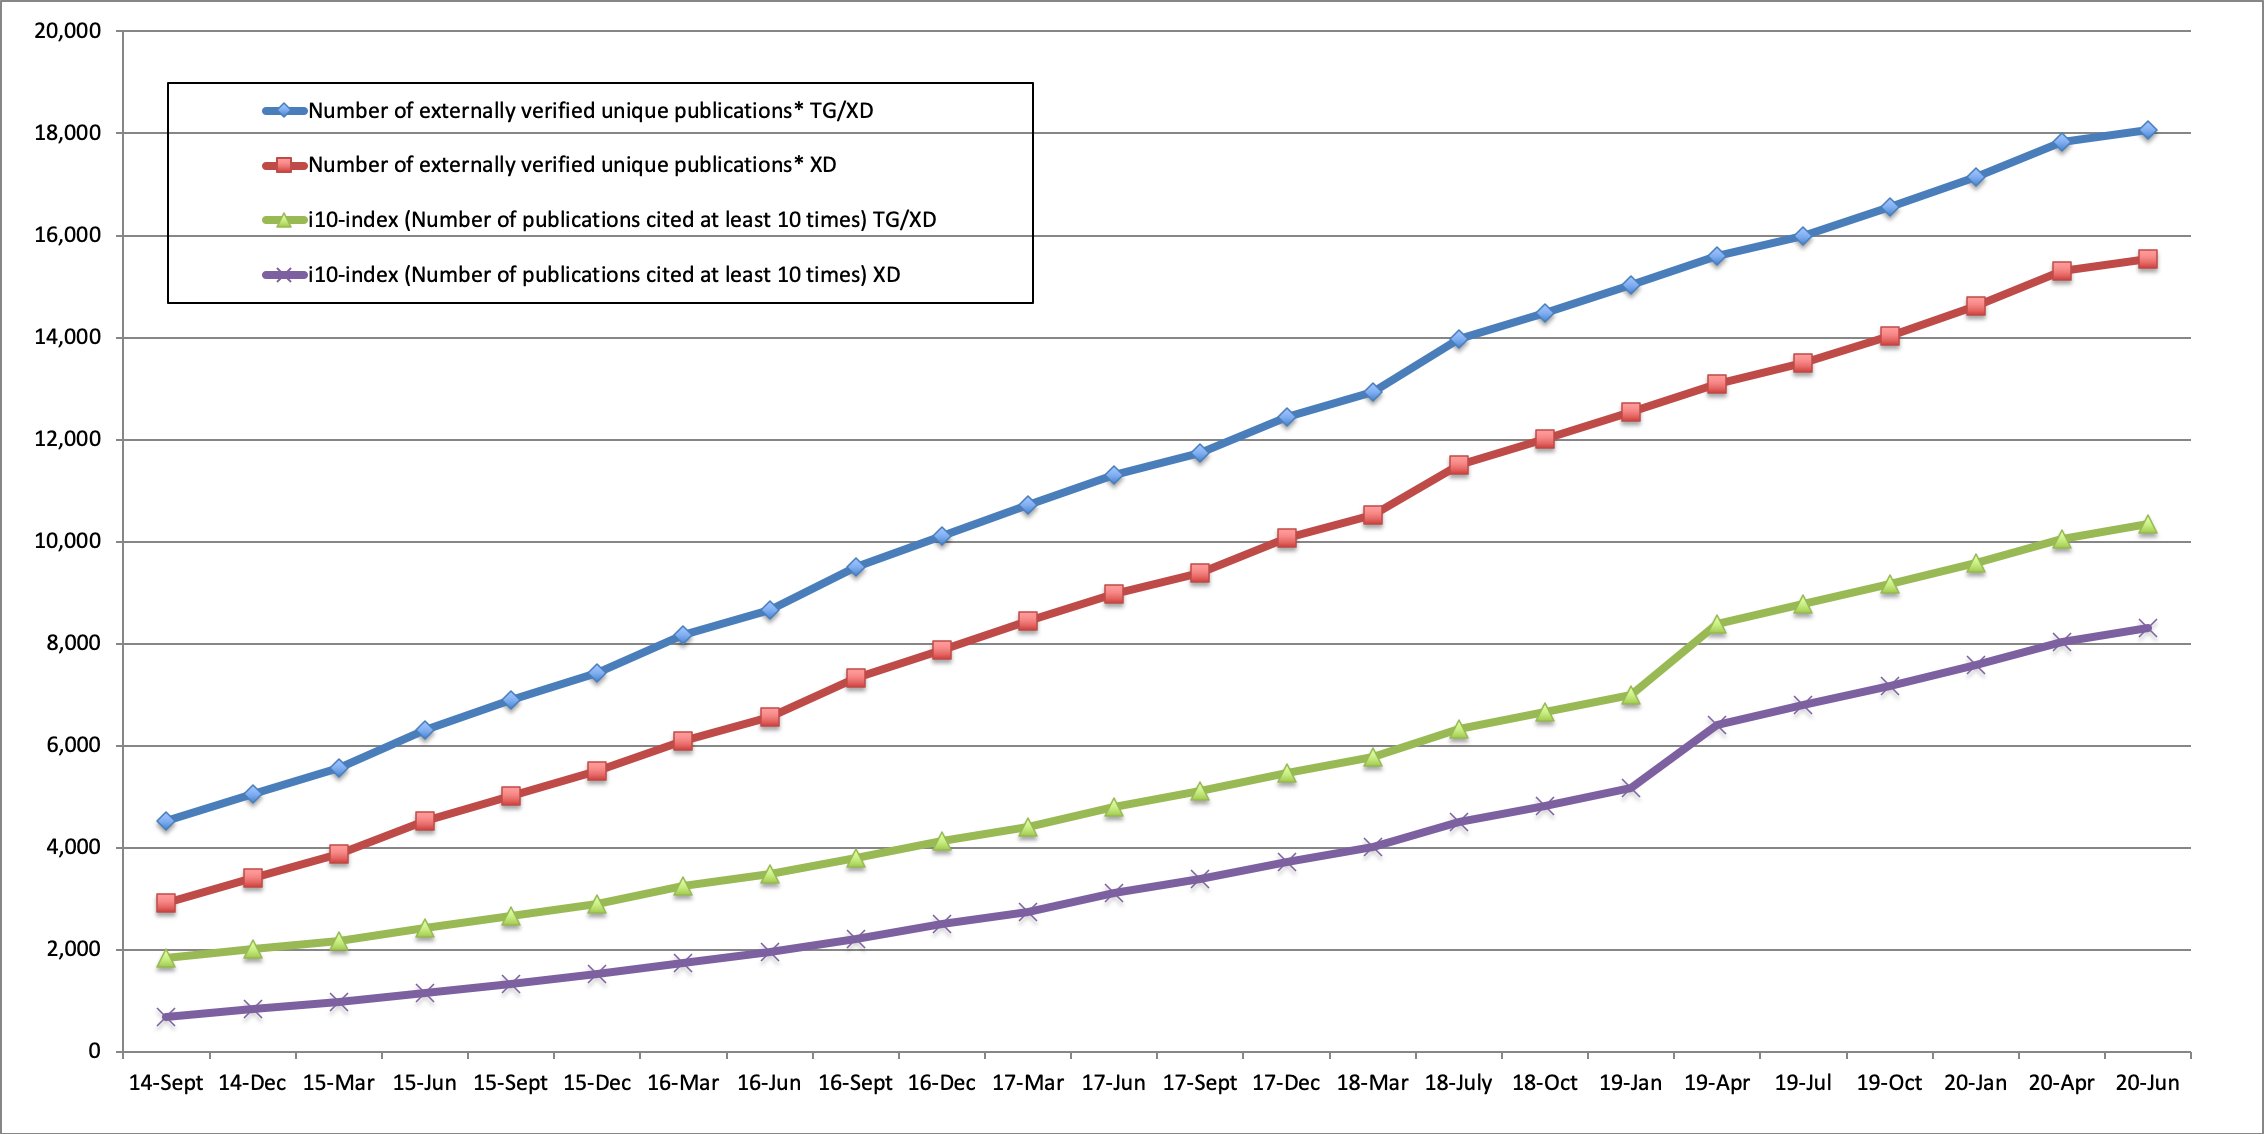 20,000
18,000
16,000
14,000
12,000
10,000
8,000
6,000
4,000
2,000
0
Number of externally verified unique publications* TG/XD
Number of externally verified unique publications* XD
i10-index (Number of publications cited at least 10 times) TG/XD
i10-index (Number of publications cited at least 10 times) XD
14-Sept 14-Dec 15-Mar 15-Jun 15-Sept 15-Dec 16-Mar 16-Jun 16-Sept 16-Dec 17-Mar 17-Jun 17-Sept 17-Dec 18-Mar 18-July 18-Oct 19-Jan 19-Apr 19-Jul 19-Oct 20-Jan 20-Apr 20-Jun